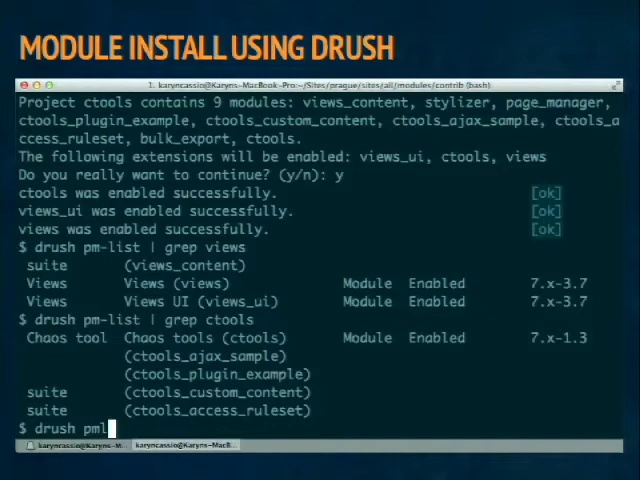 MODULE INSTALL USING DRUSH
1. karyncassio@Karyns-MacBook-Pro:~/Sites/prague/sites/all/modules/contrib (bash)
Project ctools contains 9 modules: views_content, stylizer, page_manager,
ctools_plugin_example, ctools_custom_content, ctools_ajax_sample, ctools_a
ccess_ruleset, bulk_export, ctools.
The following extensions will be enabled: views_ui, ctools, views
Do you really want to continue? (y/n): y
ctools was enabled successfully. [ok]
views_ui was enabled successfully. [ok]
views was enabled successfully. [ok]
$ drush pm-list | grep views
suite (views_content)
Views Views (views) Module Enabled 7.x-3.7
Views Views UI (views_ui) Module Enabled 7.x-3.7
$ drush pm-list | grep ctools
Chaos tool Chaos tools (ctools) Module Enabled 7.x-1.3
(ctools_ajax_sample)
(ctools_plugin_example)
suite (ctools_custom_content)
suite (ctools_access_ruleset)
$ drush pml
karyncassio@Karyns-M... karyncassio@Karyns-MacB...